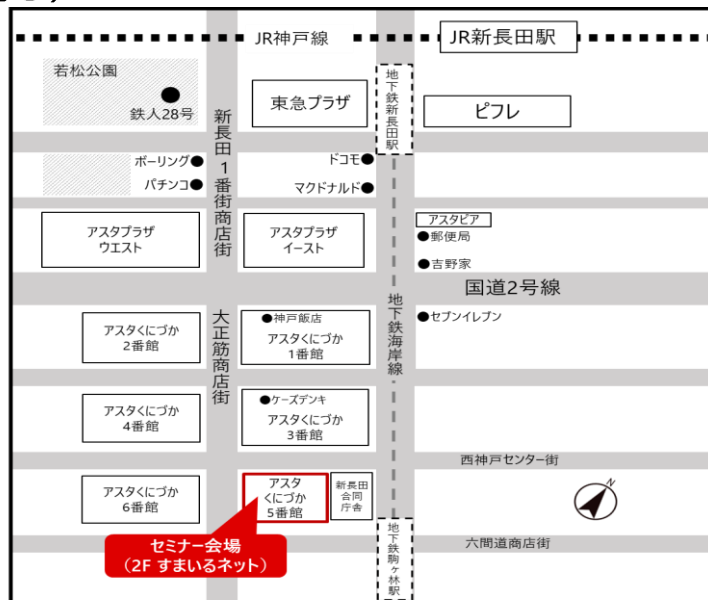 JR神戸線
JR新長田駅
若松公園
鉄人28号
東急プラザ
地下鉄新長田駅
ピフレ
新長田1番街商店街
ボーリング
パチンコ
ドコモ
マクドナルド
アスタプラザ
ウエスト
アスタプラザ
イースト
アスタピア
郵便局
吉野家
国道2号線
大正筋商店街
地下鉄海岸線
アスタくにづか
2番館
神戸飯店
アスタくにづか
1番館
セブンイレブン
アスタくにづか
4番館
ケーズデンキ
アスタくにづか
3番館
西神戸センター街
アスタくにづか
6番館
アスタ
くにづか
5番館
新長田
合同
庁舎
N
セミナー会場
（2F すまいるネット）
地下鉄駒ヶ林駅
六間道商店街